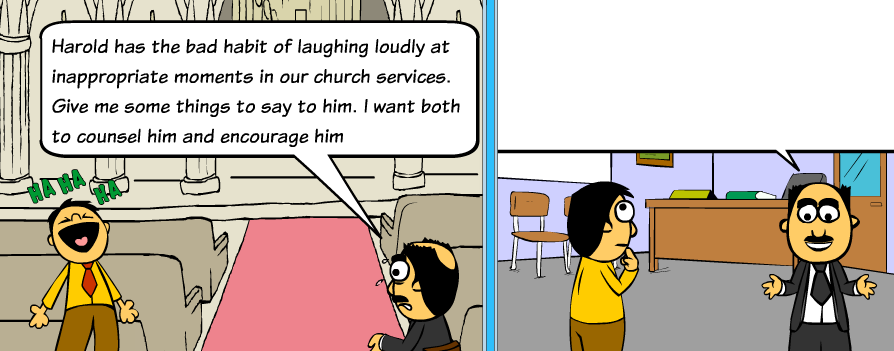 Harold has the bad habit of laughing loudly at
inappropriate moments in our church services.
Give me some things to say to him. I want both
to counsel him and encourage him
HA HA HA